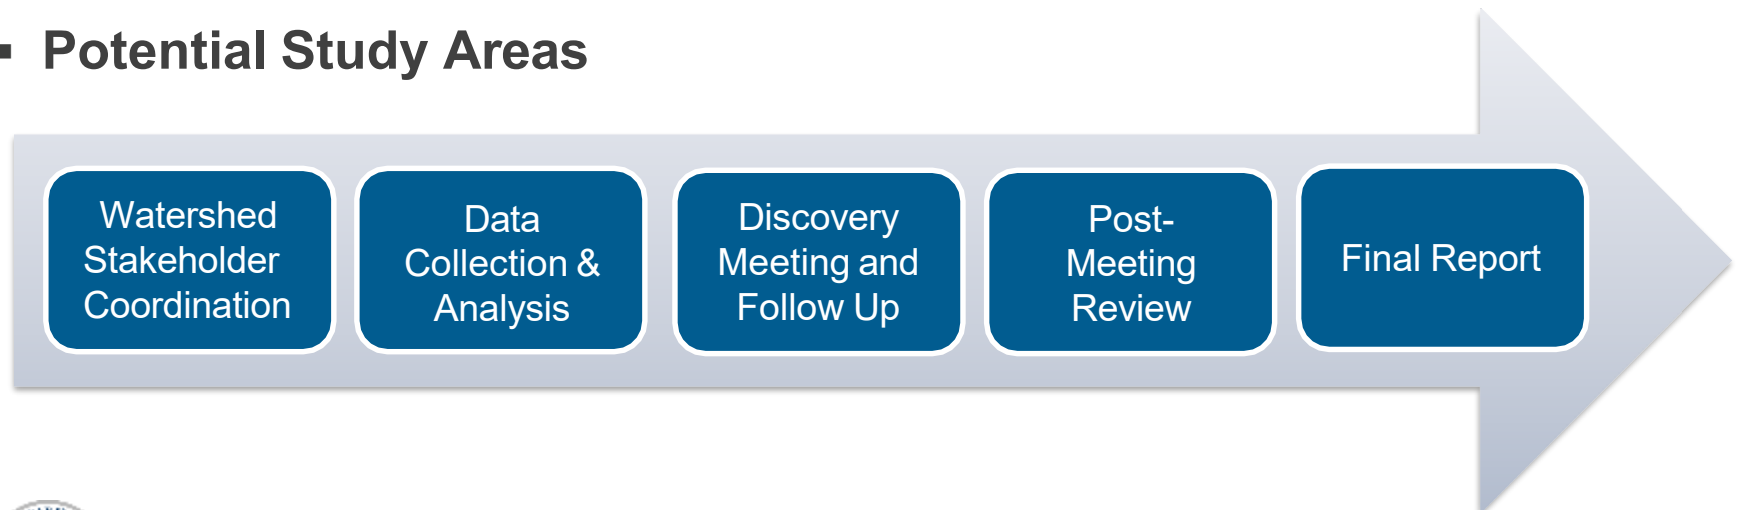 ▪ Potential Study Areas
Watershed
Stakeholder
Coordination
Data
Collection &
Analysis
Discovery
Meeting and
Follow Up
Post-
Meeting
Review
Final Report